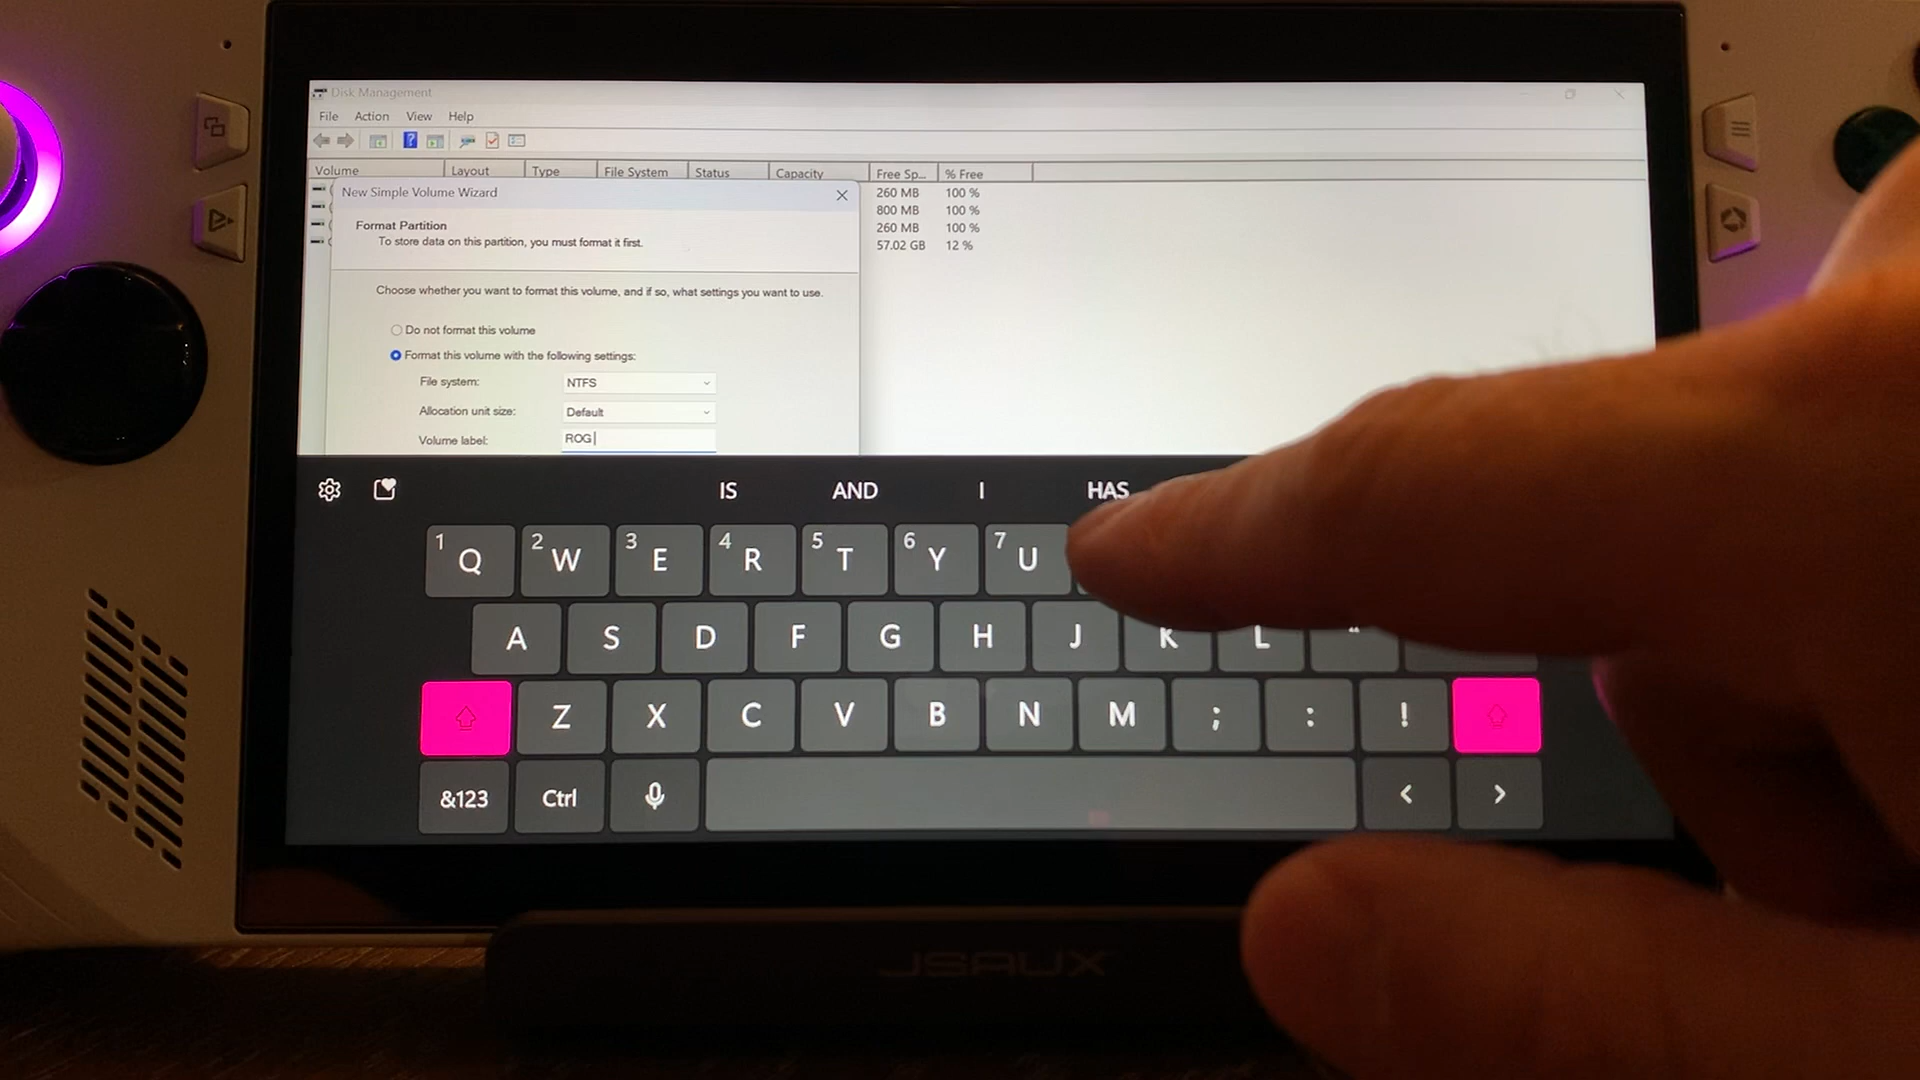 Disk Management
File Action View Help
Volume Layout Type File System Status Capacity Free Sp... % Free
260 MB 100 %
800 MB 100 %
260 MB 100 %
57.02 GB 12 %
New Simple Volume Wizard
Format Partition
To store data on this partition, you must format it first.
Choose whether you want to format this volume, and if so, what settings you want to use.
Do not format this volume
Format this volume with the following settings:
File system: NTFS
Allocation unit size: Default
Volume label: ROG
IS AND I HAS
1 Q 2 W 3 E 4 R 5 T 6 Y 7 U
A S D F G H J K L “
Z X C V B N M ; : !
&123 Ctrl < >
JSAUX